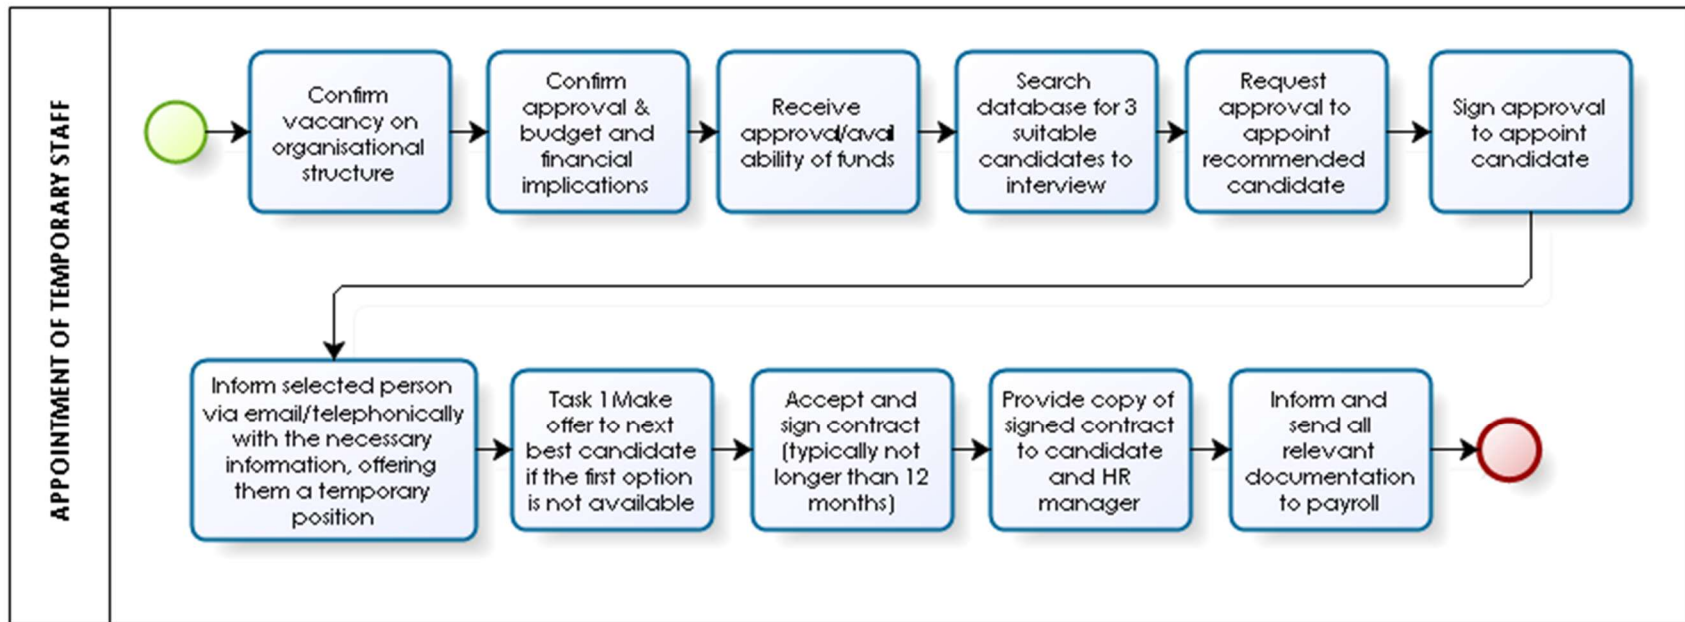 APPOINTMENT OF TEMPORARY STAFF
Confirm
vacancy on
organisational
structure
Confirm
approval &
budget and
financial
implications
Receive
approval/avail
ability of funds
Search
database for 3
suitable
candidates to
interview
Request
approval to
appoint
recommended
candidate
Sign approval
to appoint
candidate
Inform selected person
via email/telephonically
with the necessary
information, offering
them a temporary
position
Task 1Make
offer to next
best candidate
if the first option
is not available
Accept and
sign contract
(typically not
longer than 12
months)
Provide copy of
signed contract
to candidate
and HR
manager
Inform and
send all
relevant
documentation
to payroll